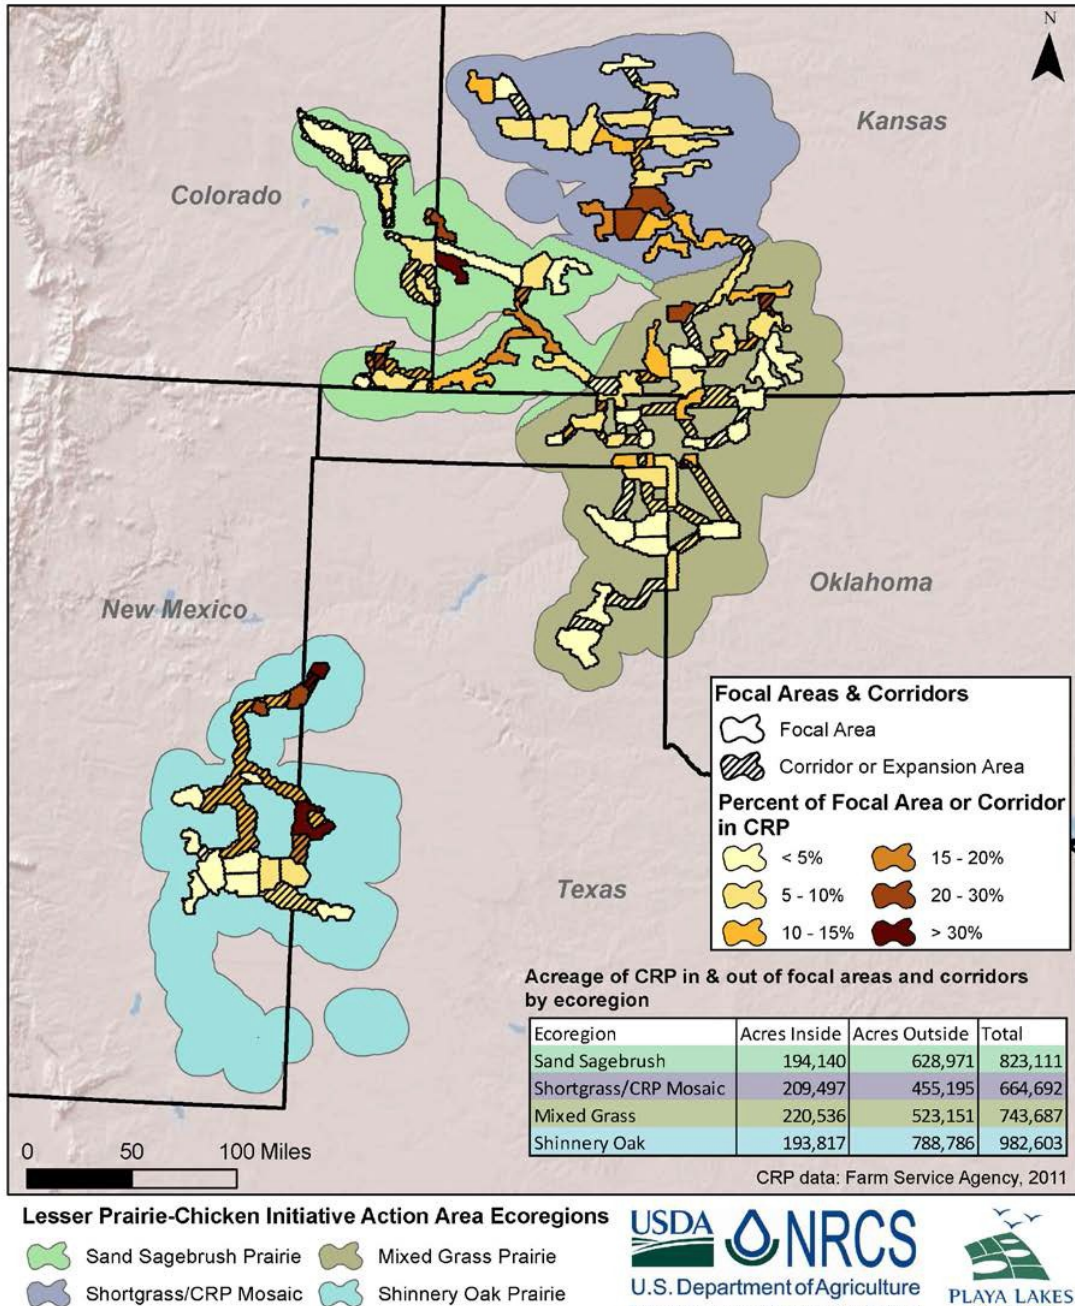 N
Kansas
Colorado
New Mexico
Oklahoma
Texas
Focal Areas & Corridors
Focal Area
Corridor or Expansion Area
Percent of Focal Area or Corridor
in CRP
< 5% 15 - 20%
5 - 10% 20 - 30%
10 - 15% > 30%
Acreage of CRP in & out of focal areas and corridors
by ecoregion
Ecoregion Acres Inside Acres Outside Total
Sand Sagebrush 194,140 628,971 823,111
Shortgrass/CRP Mosaic 209,497 455,195 664,692
Mixed Grass 220,536 523,151 743,687
Shinnery Oak 193,817 788,786 982,603
CRP data: Farm Service Agency, 2011
0 50 100 Miles
Lesser Prairie-Chicken Initiative Action Area Ecoregions
Sand Sagebrush Prairie Mixed Grass Prairie
Shortgrass/CRP Mosaic Shinnery Oak Prairie
USDA NRCS
U.S. Department of Agriculture
PLAYA LAKES